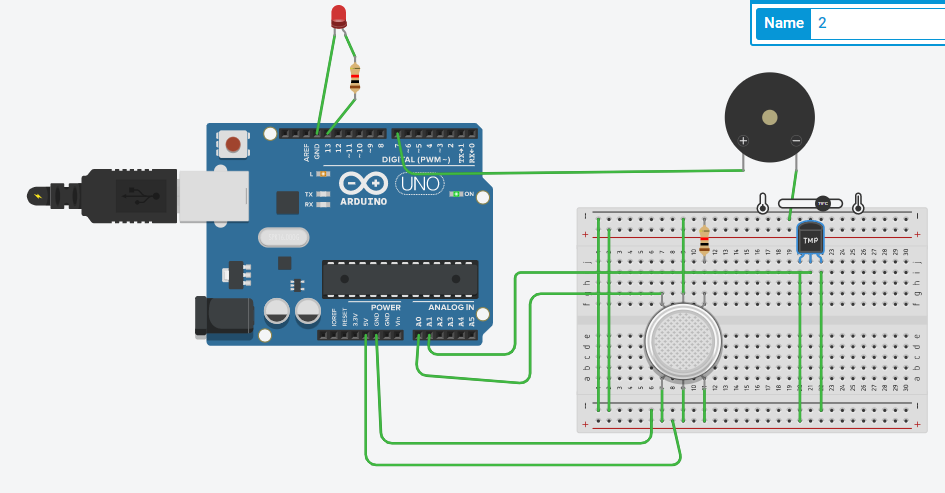 Name 2
AREF
GND
13
12
~11
~10
~9
8
7
~6
~5
4
~3
2
TX→1
RX←0
DIGITAL (PWM~)
L
TX
RX
UNO
ARDUINO
ON
POWER
ANALOG IN
IOREF
RESET
3.3V
5V
GND
GND
Vin
A0
A1
A2
A3
A4
A5
TMP
+
−
−
+
−
+
j
i
h
g
f
e
d
c
b
a
j
i
h
g
f
e
d
c
b
a
−
+
−
+